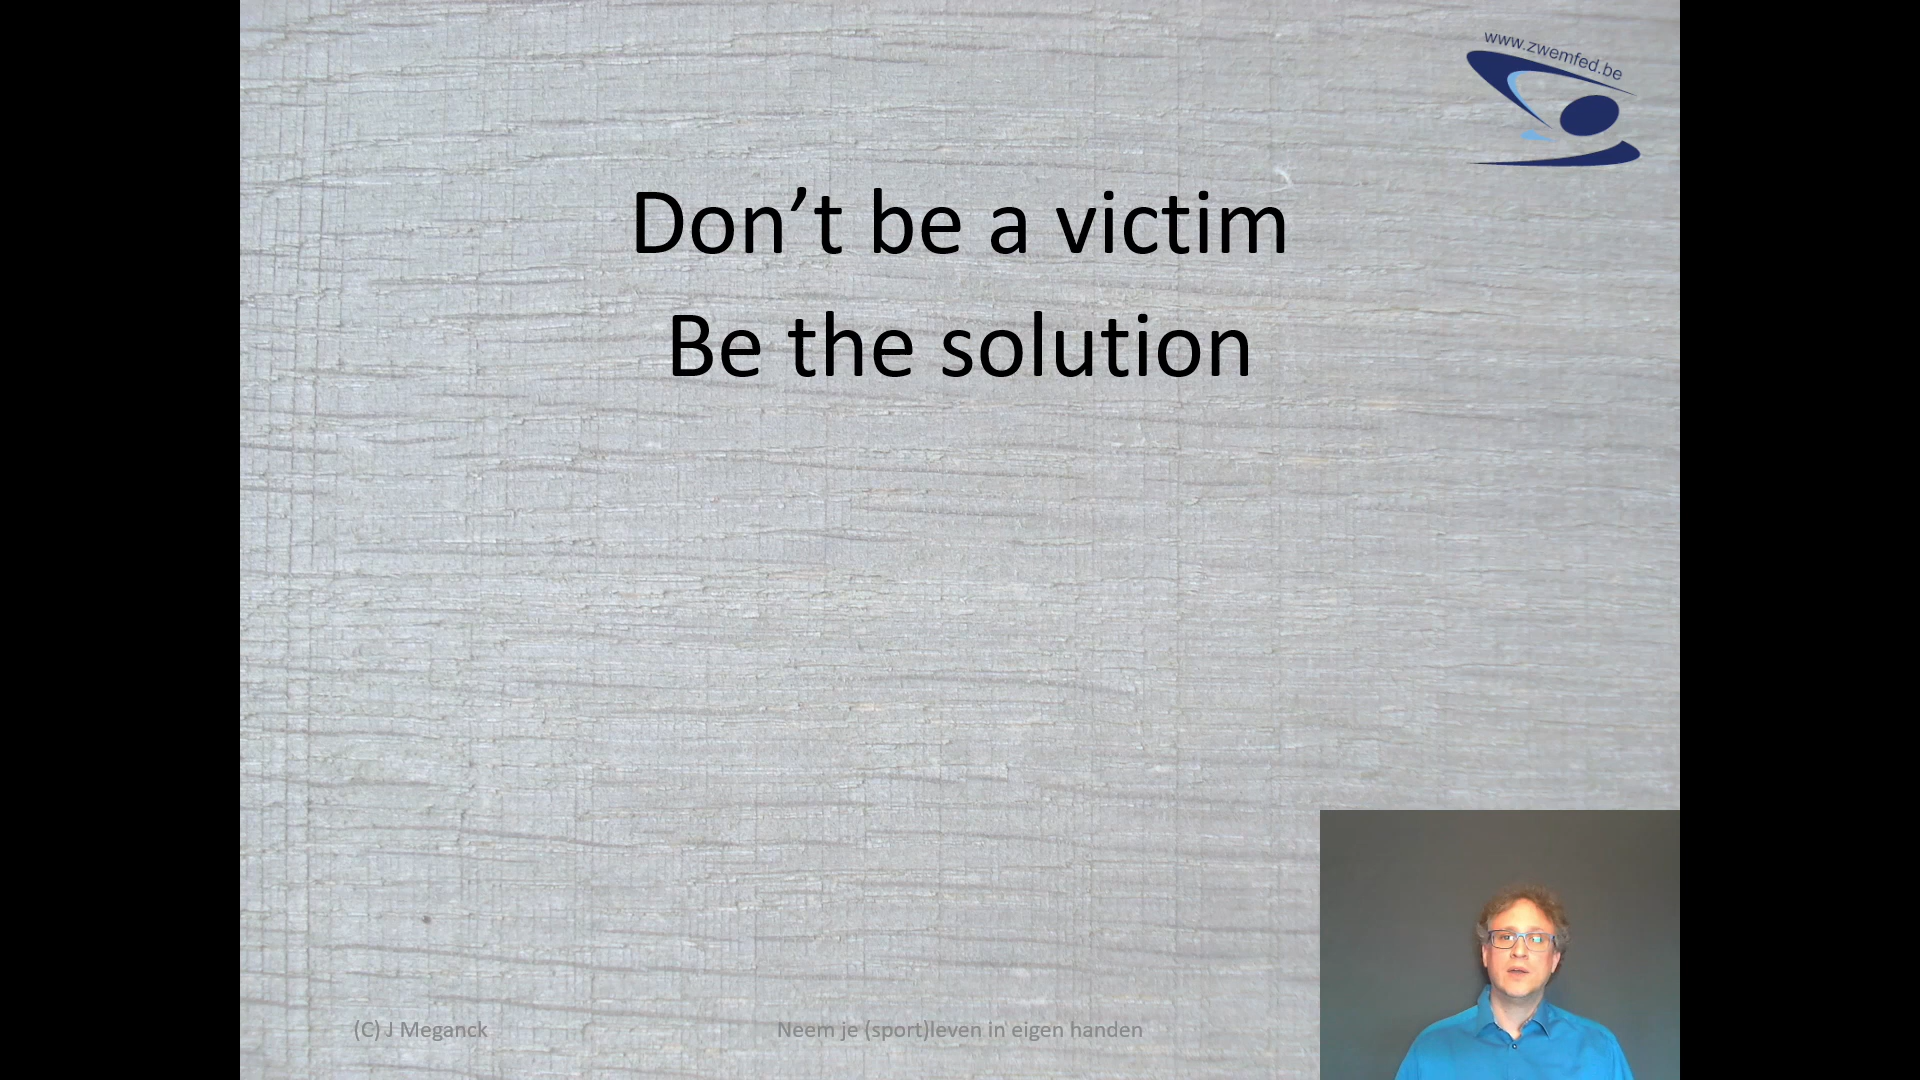 www.zwemfed.be
Don’t be a victim
Be the solution
(C) J Meganck
Neem je (sport)leven in eigen handen